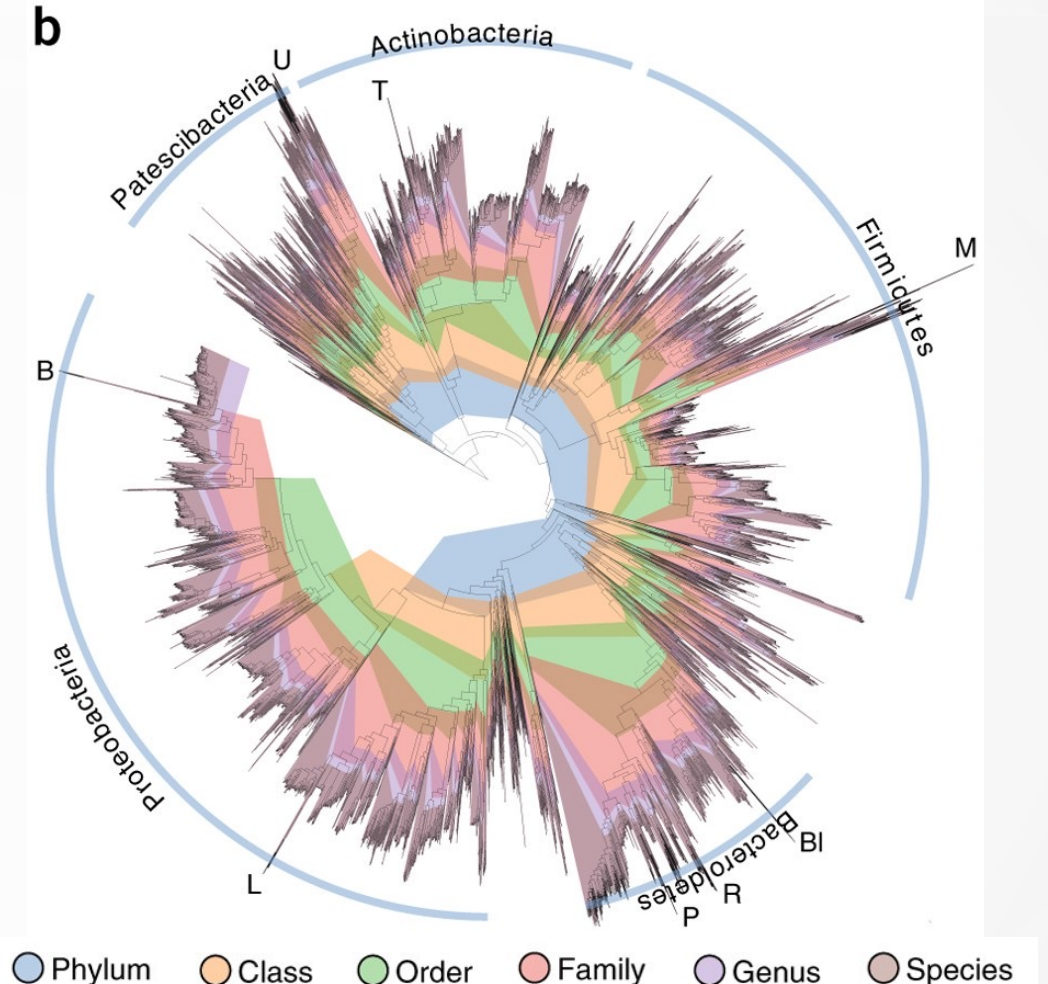 b
Actinobacteria
U
T
Patescibacteria
Firmicutes
M
B
Proteobacteria
L
Bacteroidetes
Bl
R
P
Phylum
Class
Order
Family
Genus
Species